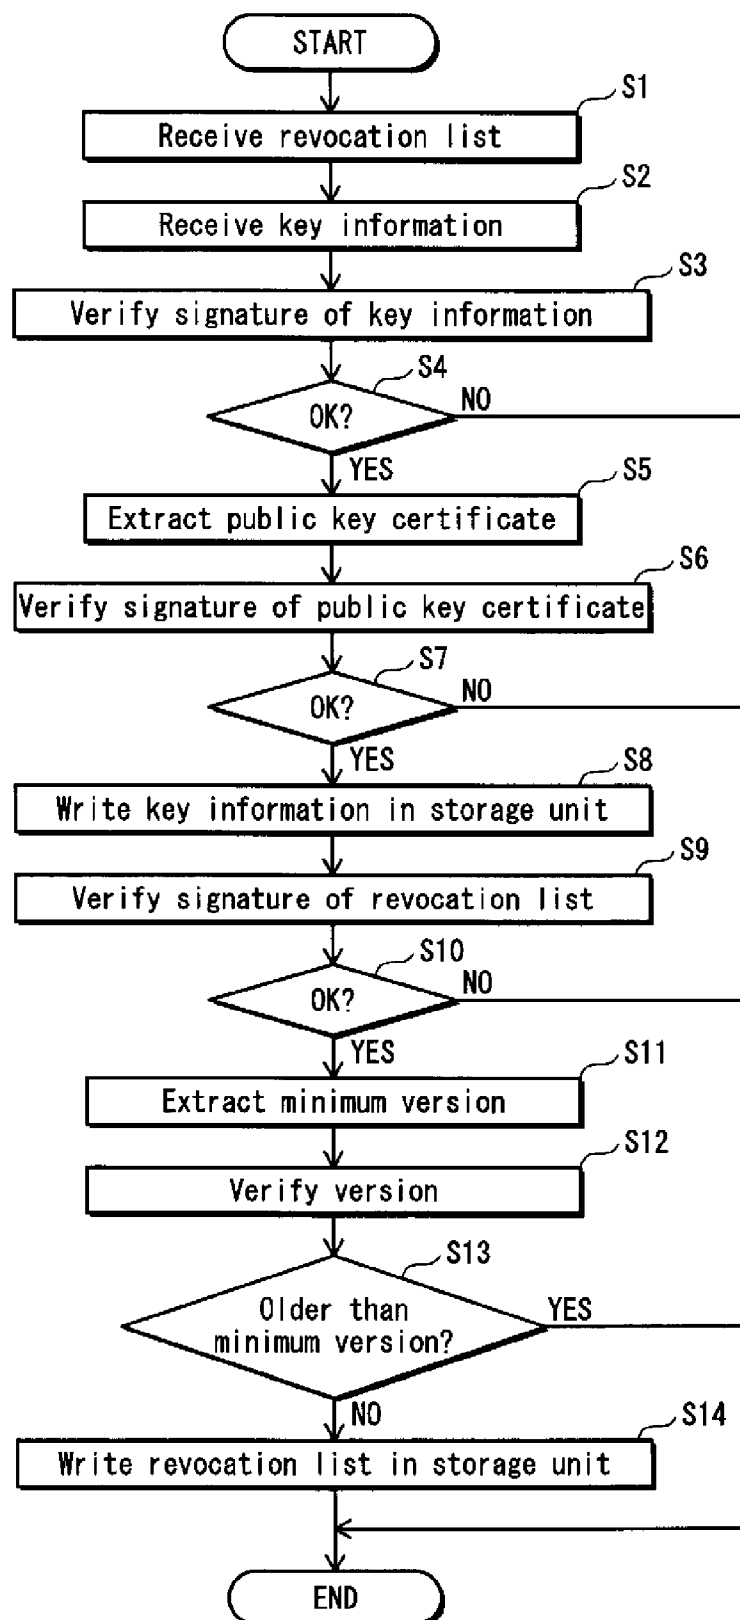 START
S1
Receive revocation list
S2
Receive key information
S3
Verify signature of key information
S4
OK?
NO
YES
S5
Extract public key certificate
S6
Verify signature of public key certificate
S7
OK?
NO
YES
S8
Write key information in storage unit
S9
Verify signature of revocation list
S10
OK?
NO
YES
S11
Extract minimum version
S12
Verify version
S13
Older than
minimum version?
YES
NO
S14
Write revocation list in storage unit
END